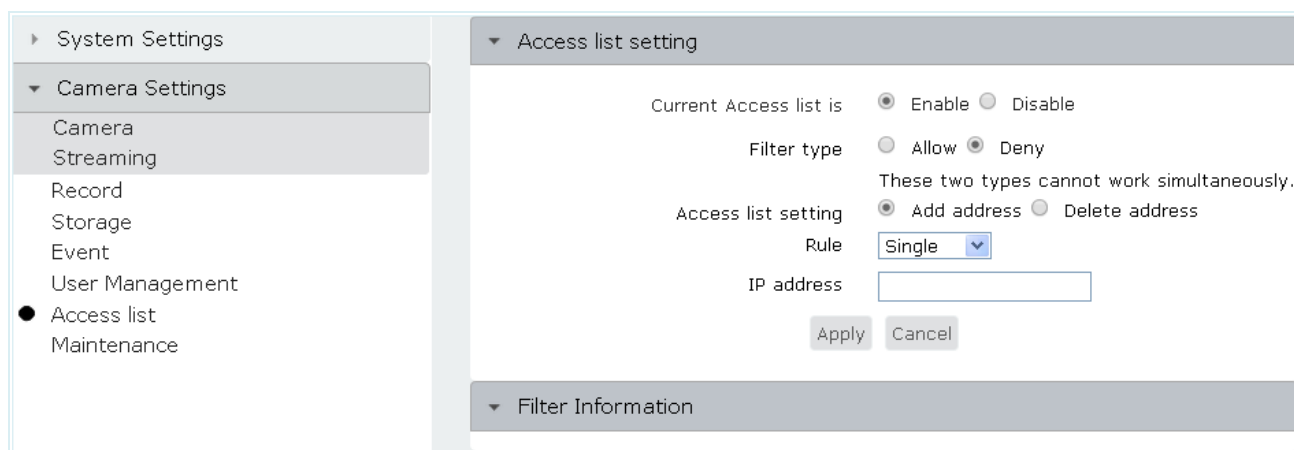 System Settings
Camera Settings
Camera
Streaming
Record
Storage
Event
User Management
Access list
Maintenance
Access list setting
Current Access list is Enable Disable
Filter type Allow Deny
These two types cannot work simultaneously.
Access list setting Add address Delete address
Rule Single
IP address
Apply Cancel
Filter Information